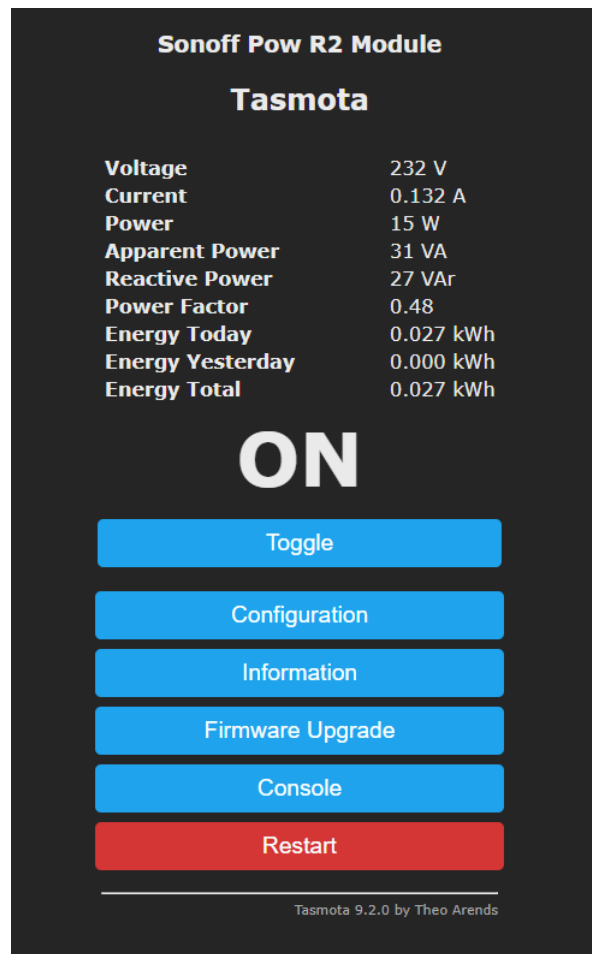 Sonoff Pow R2 Module
Tasmota
Voltage 232 V
Current 0.132 A
Power 15 W
Apparent Power 31 VA
Reactive Power 27 VAr
Power Factor 0.48
Energy Today 0.027 kWh
Energy Yesterday 0.000 kWh
Energy Total 0.027 kWh
ON
Toggle
Configuration
Information
Firmware Upgrade
Console
Restart
Tasmota 9.2.0 by Theo Arends